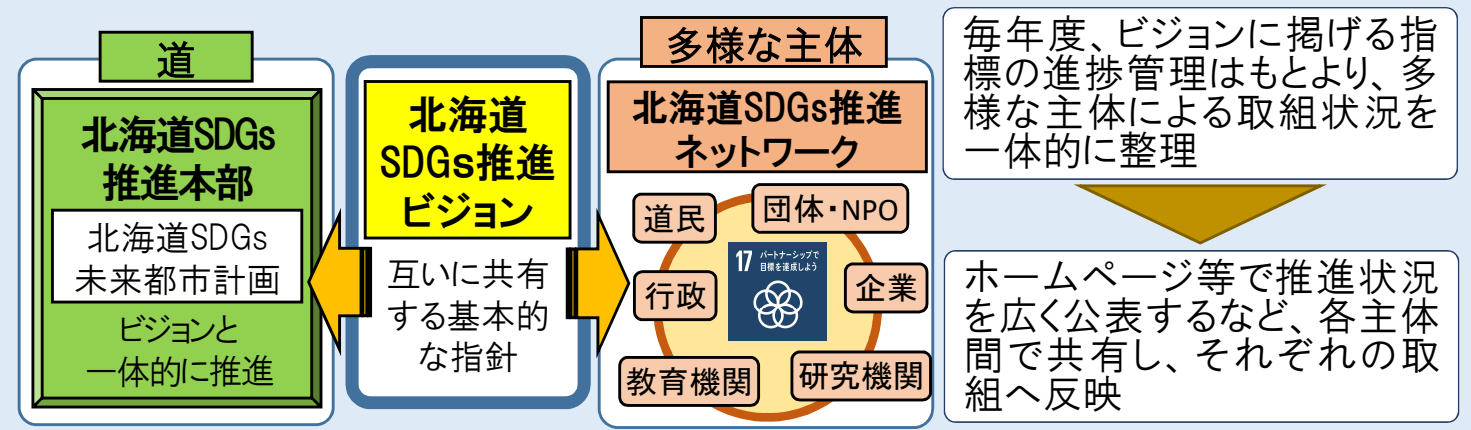 道
北海道SDGs
推進本部
北海道SDGs
未来都市計画
ビジョンと
一体的に推進
北海道
SDGs推進
ビジョン
互いに共有
する基本的
な指針
多様な主体
北海道SDGs推進
ネットワーク
道民
団体・NPO
行政
企業
教育機関
研究機関
17 パートナーシップで
目標を達成しよう
毎年度、ビジョンに掲げる指
標の進捗管理はもとより、多
様な主体による取組状況を
一体的に整理
ホームページ等で推進状況
を広く公表するなど、各主体
間で共有し、それぞれの取
組へ反映